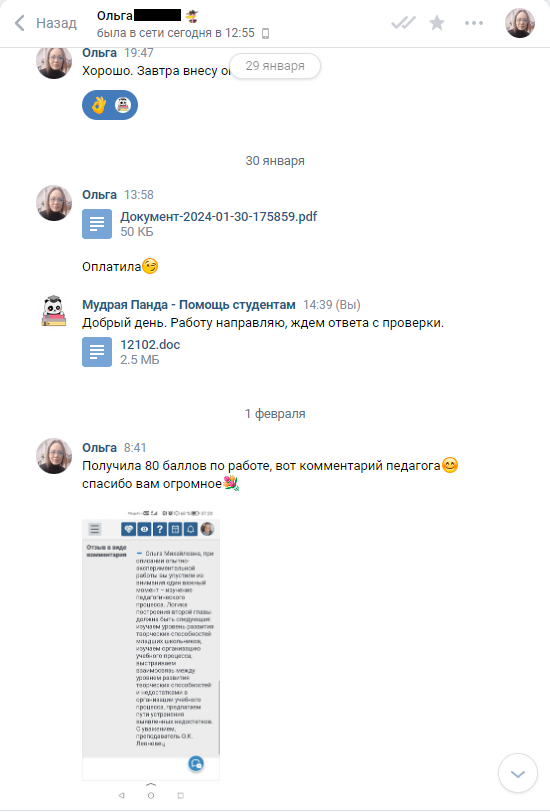 Назад
Ольга
была в сети сегодня в 12:55
Ольга 19:47
Хорошо. Завтра внесу
29 января
30 января
Ольга 13:58
Документ-2024-01-30-175859.pdf
50 КБ
Оплатила😉
Мудрая Панда - Помощь студентам 14:39 (Вы)
Добрый день. Работу направляю, ждем ответа с проверки.
12102.doc
2.5 МБ
1 февраля
Ольга 8:41
Получила 80 баллов по работе, вот комментарий педагога😊
спасибо вам огромное💐
Отзыв в виде
комментария
— Ольга Михайловна, при
описании опытно-
экспериментальной
работы вы упустили из
внимания один важный
момент – изучение
педагогического
процесса. Логика
построения второй главы
должна быть следующая:
изучаем уровень развития
творческих способностей
младших школьников,
изучаем организацию
учебного процесса,
выстраиваем
взаимосвязь между
уровнем развития
творческих способностей
и недостатками в
организации учебного
процесса, предлагаем
пути устранения
выявленных недостатков.
С уважением,
преподаватель О.К.